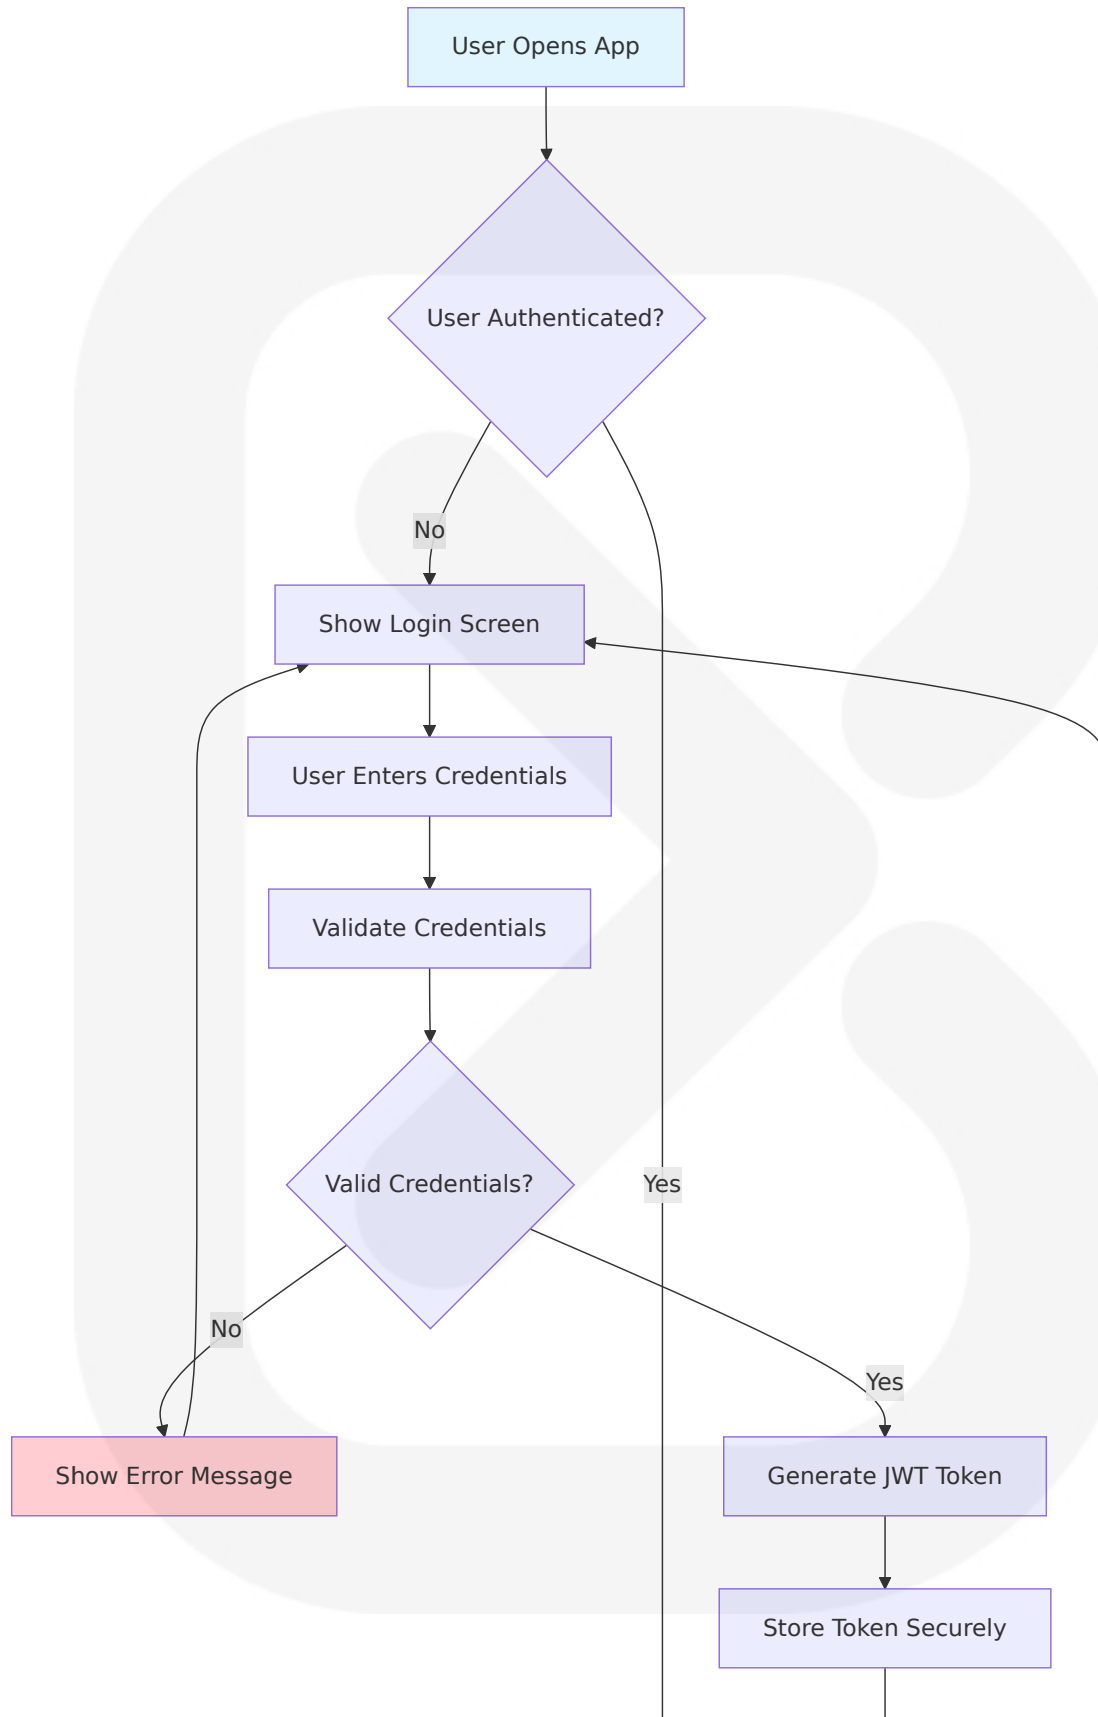 User Opens App
User Authenticated?
No
Show Login Screen
User Enters Credentials
Validate Credentials
Valid Credentials?
Yes
No
Yes
Show Error Message
Generate JWT Token
Store Token Securely